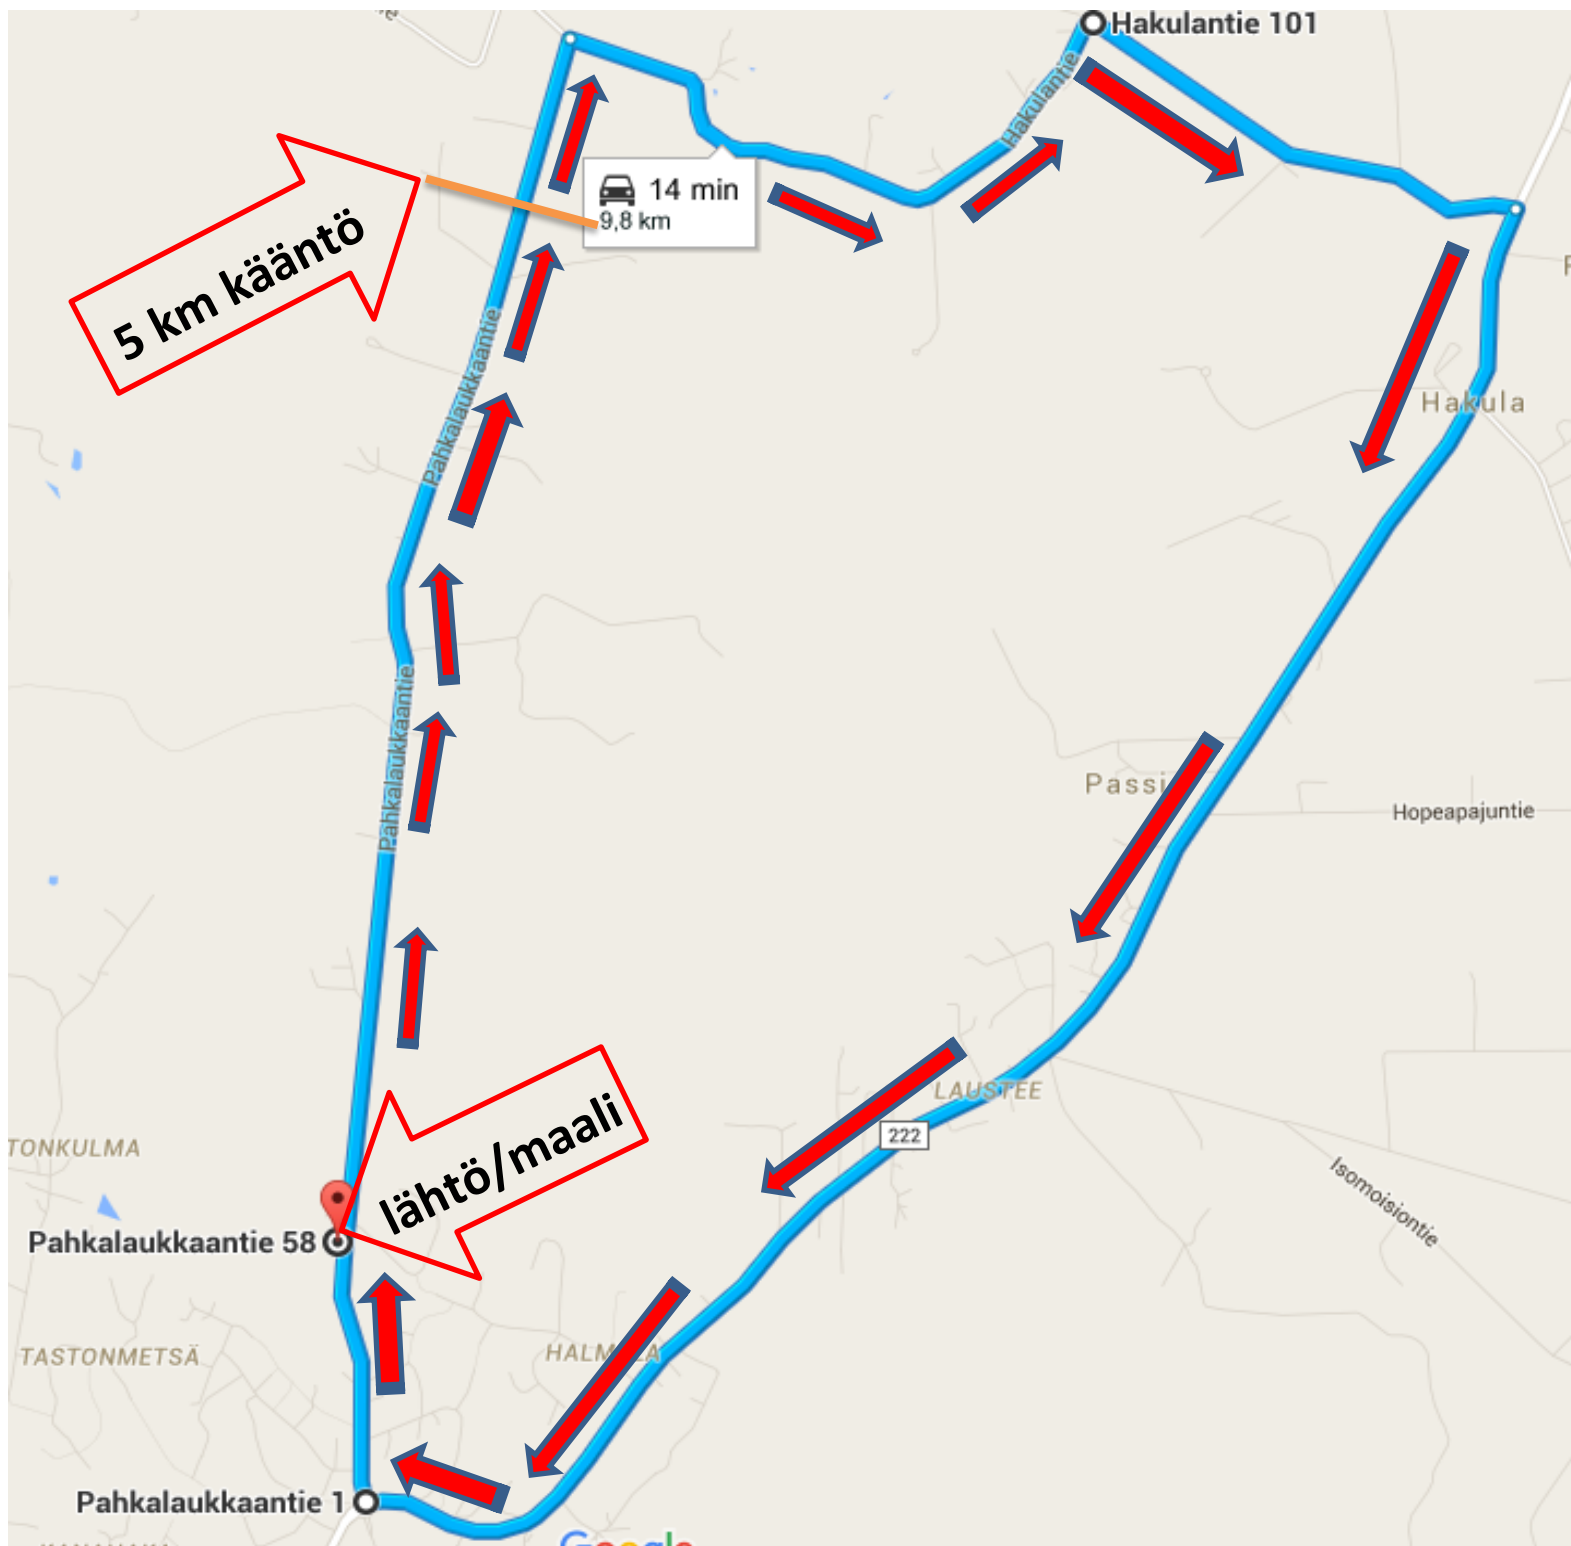 Hakulantie 101
Hakulantie
14 min
9,8 km
5 km kääntö
Pahkalaukkaantie
Hakula
Pahkalaukkaantie
Passi
Hopeapajuntie
LAUSTEE
222
lähtö/maali
TONKULMA
Isomoisiontie
Pahkalaukkaantie 58
TASTONMETSÄ
Pahkalaukkaantie 1
Google